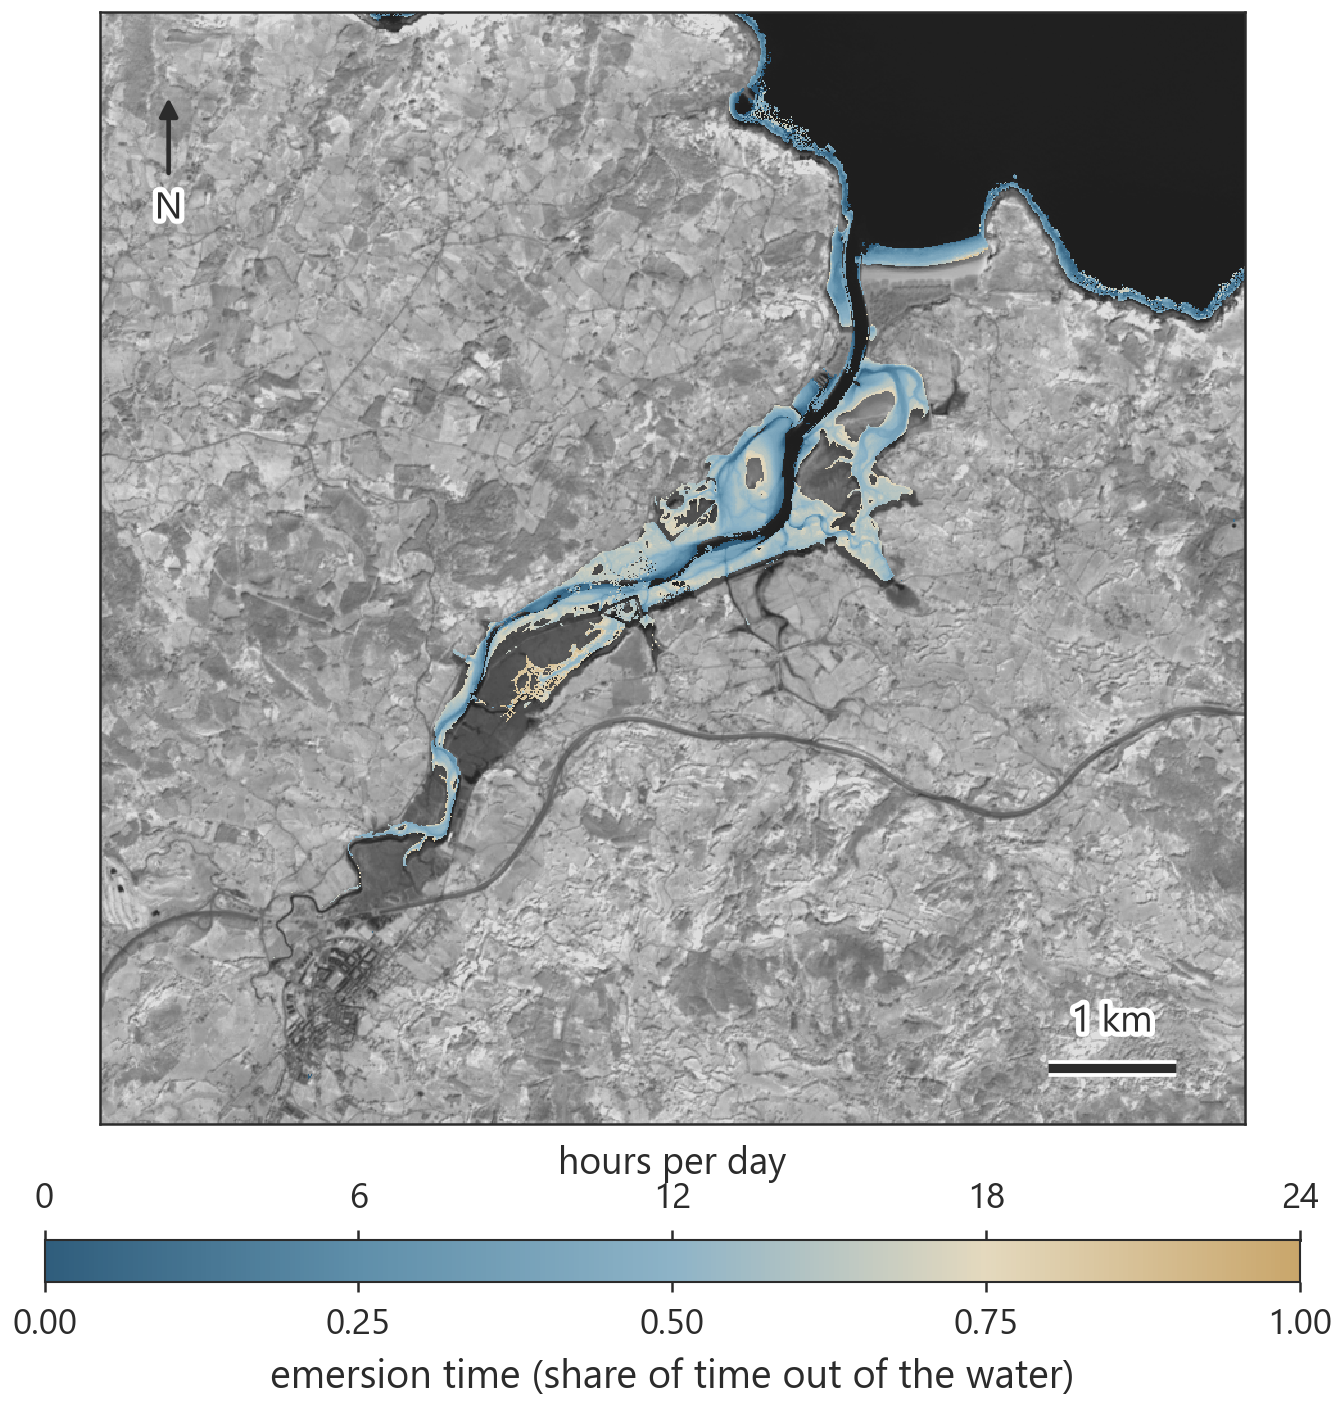 N
1 km
hours per day
0 6 12 18 24
0.00 0.25 0.50 0.75 1.00
emersion time (share of time out of the water)